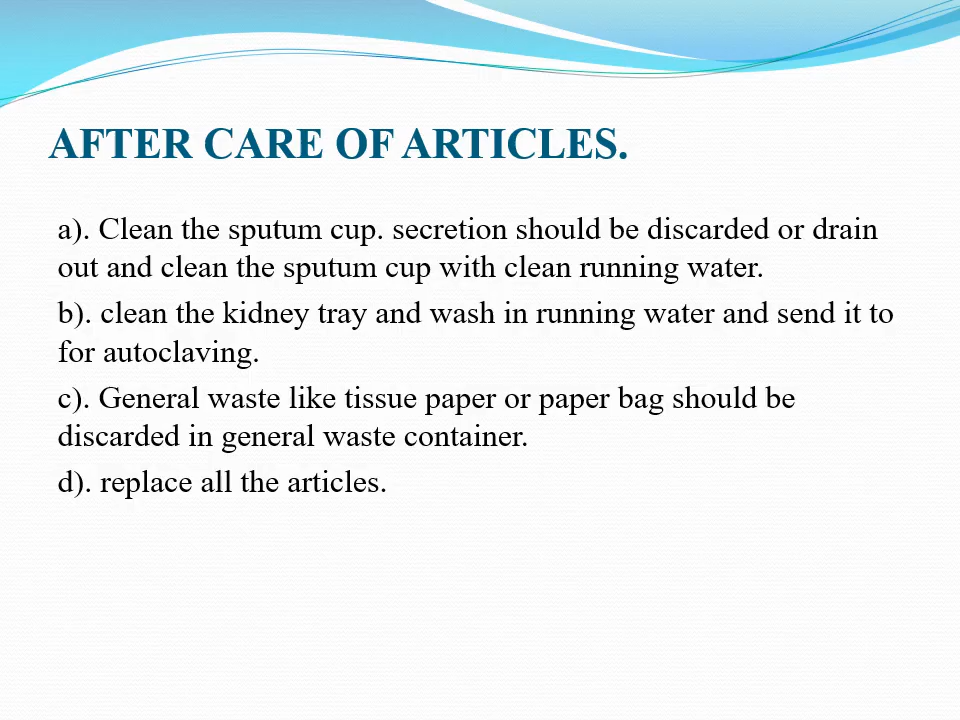 AFTER CARE OF ARTICLES.
a). Clean the sputum cup. secretion should be discarded or drain
out and clean the sputum cup with clean running water.
b). clean the kidney tray and wash in running water and send it to
for autoclaving.
c). General waste like tissue paper or paper bag should be
discarded in general waste container.
d). replace all the articles.